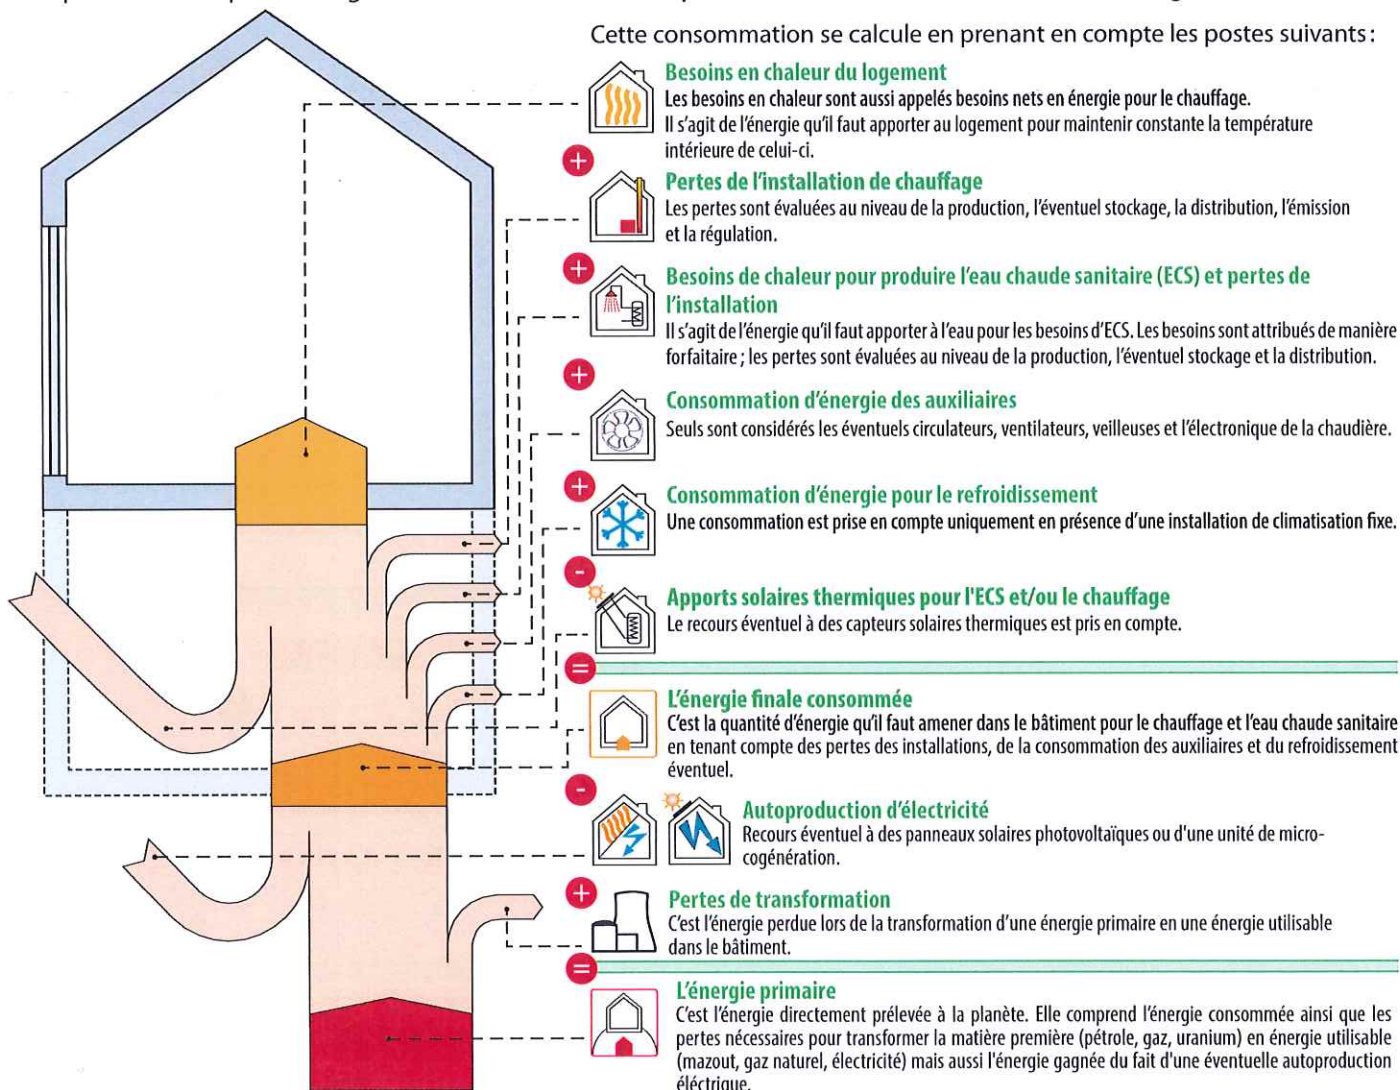 Cette consommation se calcule en prenant en compte les postes suivants :
Besoins en chaleur du logement
Les besoins en chaleur sont aussi appelés besoins nets en énergie pour le chauffage.
Il s'agit de l'énergie qu'il faut apporter au logement pour maintenir constante la température
intérieure de celui-ci.
+
Pertes de l'installation de chauffage
Les pertes sont évaluées au niveau de la production, l'éventuel stockage, la distribution, l'émission
et la régulation.
+
Besoins de chaleur pour produire l'eau chaude sanitaire (ECS) et pertes de
l'installation
Il s'agit de l'énergie qu'il faut apporter à l'eau pour les besoins d'ECS. Les besoins sont attribués de manière
forfaitaire ; les pertes sont évaluées au niveau de la production, l'éventuel stockage et la distribution.
+
Consommation d'énergie des auxiliaires
Seuls sont considérés les éventuels circulateurs, ventilateurs, veilleuses et l'électronique de la chaudière.
+
Consommation d'énergie pour le refroidissement
Une consommation est prise en compte uniquement en présence d'une installation de climatisation fixe.
-
Apports solaires thermiques pour l'ECS et/ou le chauffage
Le recours éventuel à des capteurs solaires thermiques est pris en compte.
=
L'énergie finale consommée
C'est la quantité d'énergie qu'il faut amener dans le bâtiment pour le chauffage et l'eau chaude sanitaire
en tenant compte des pertes des installations, de la consommation des auxiliaires et du refroidissement
éventuel.
-
Autoproduction d'électricité
Recours éventuel à des panneaux solaires photovoltaïques ou d'une unité de micro-
cogénération.
+
Pertes de transformation
C'est l'énergie perdue lors de la transformation d'une énergie primaire en une énergie utilisable
dans le bâtiment.
=
L'énergie primaire
C'est l'énergie directement prélevée à la planète. Elle comprend l'énergie consommée ainsi que les
pertes nécessaires pour transformer la matière première (pétrole, gaz, uranium) en énergie utilisable
(mazout, gaz naturel, électricité) mais aussi l'énergie gagnée du fait d'une éventuelle autoproduction
éléctrique.